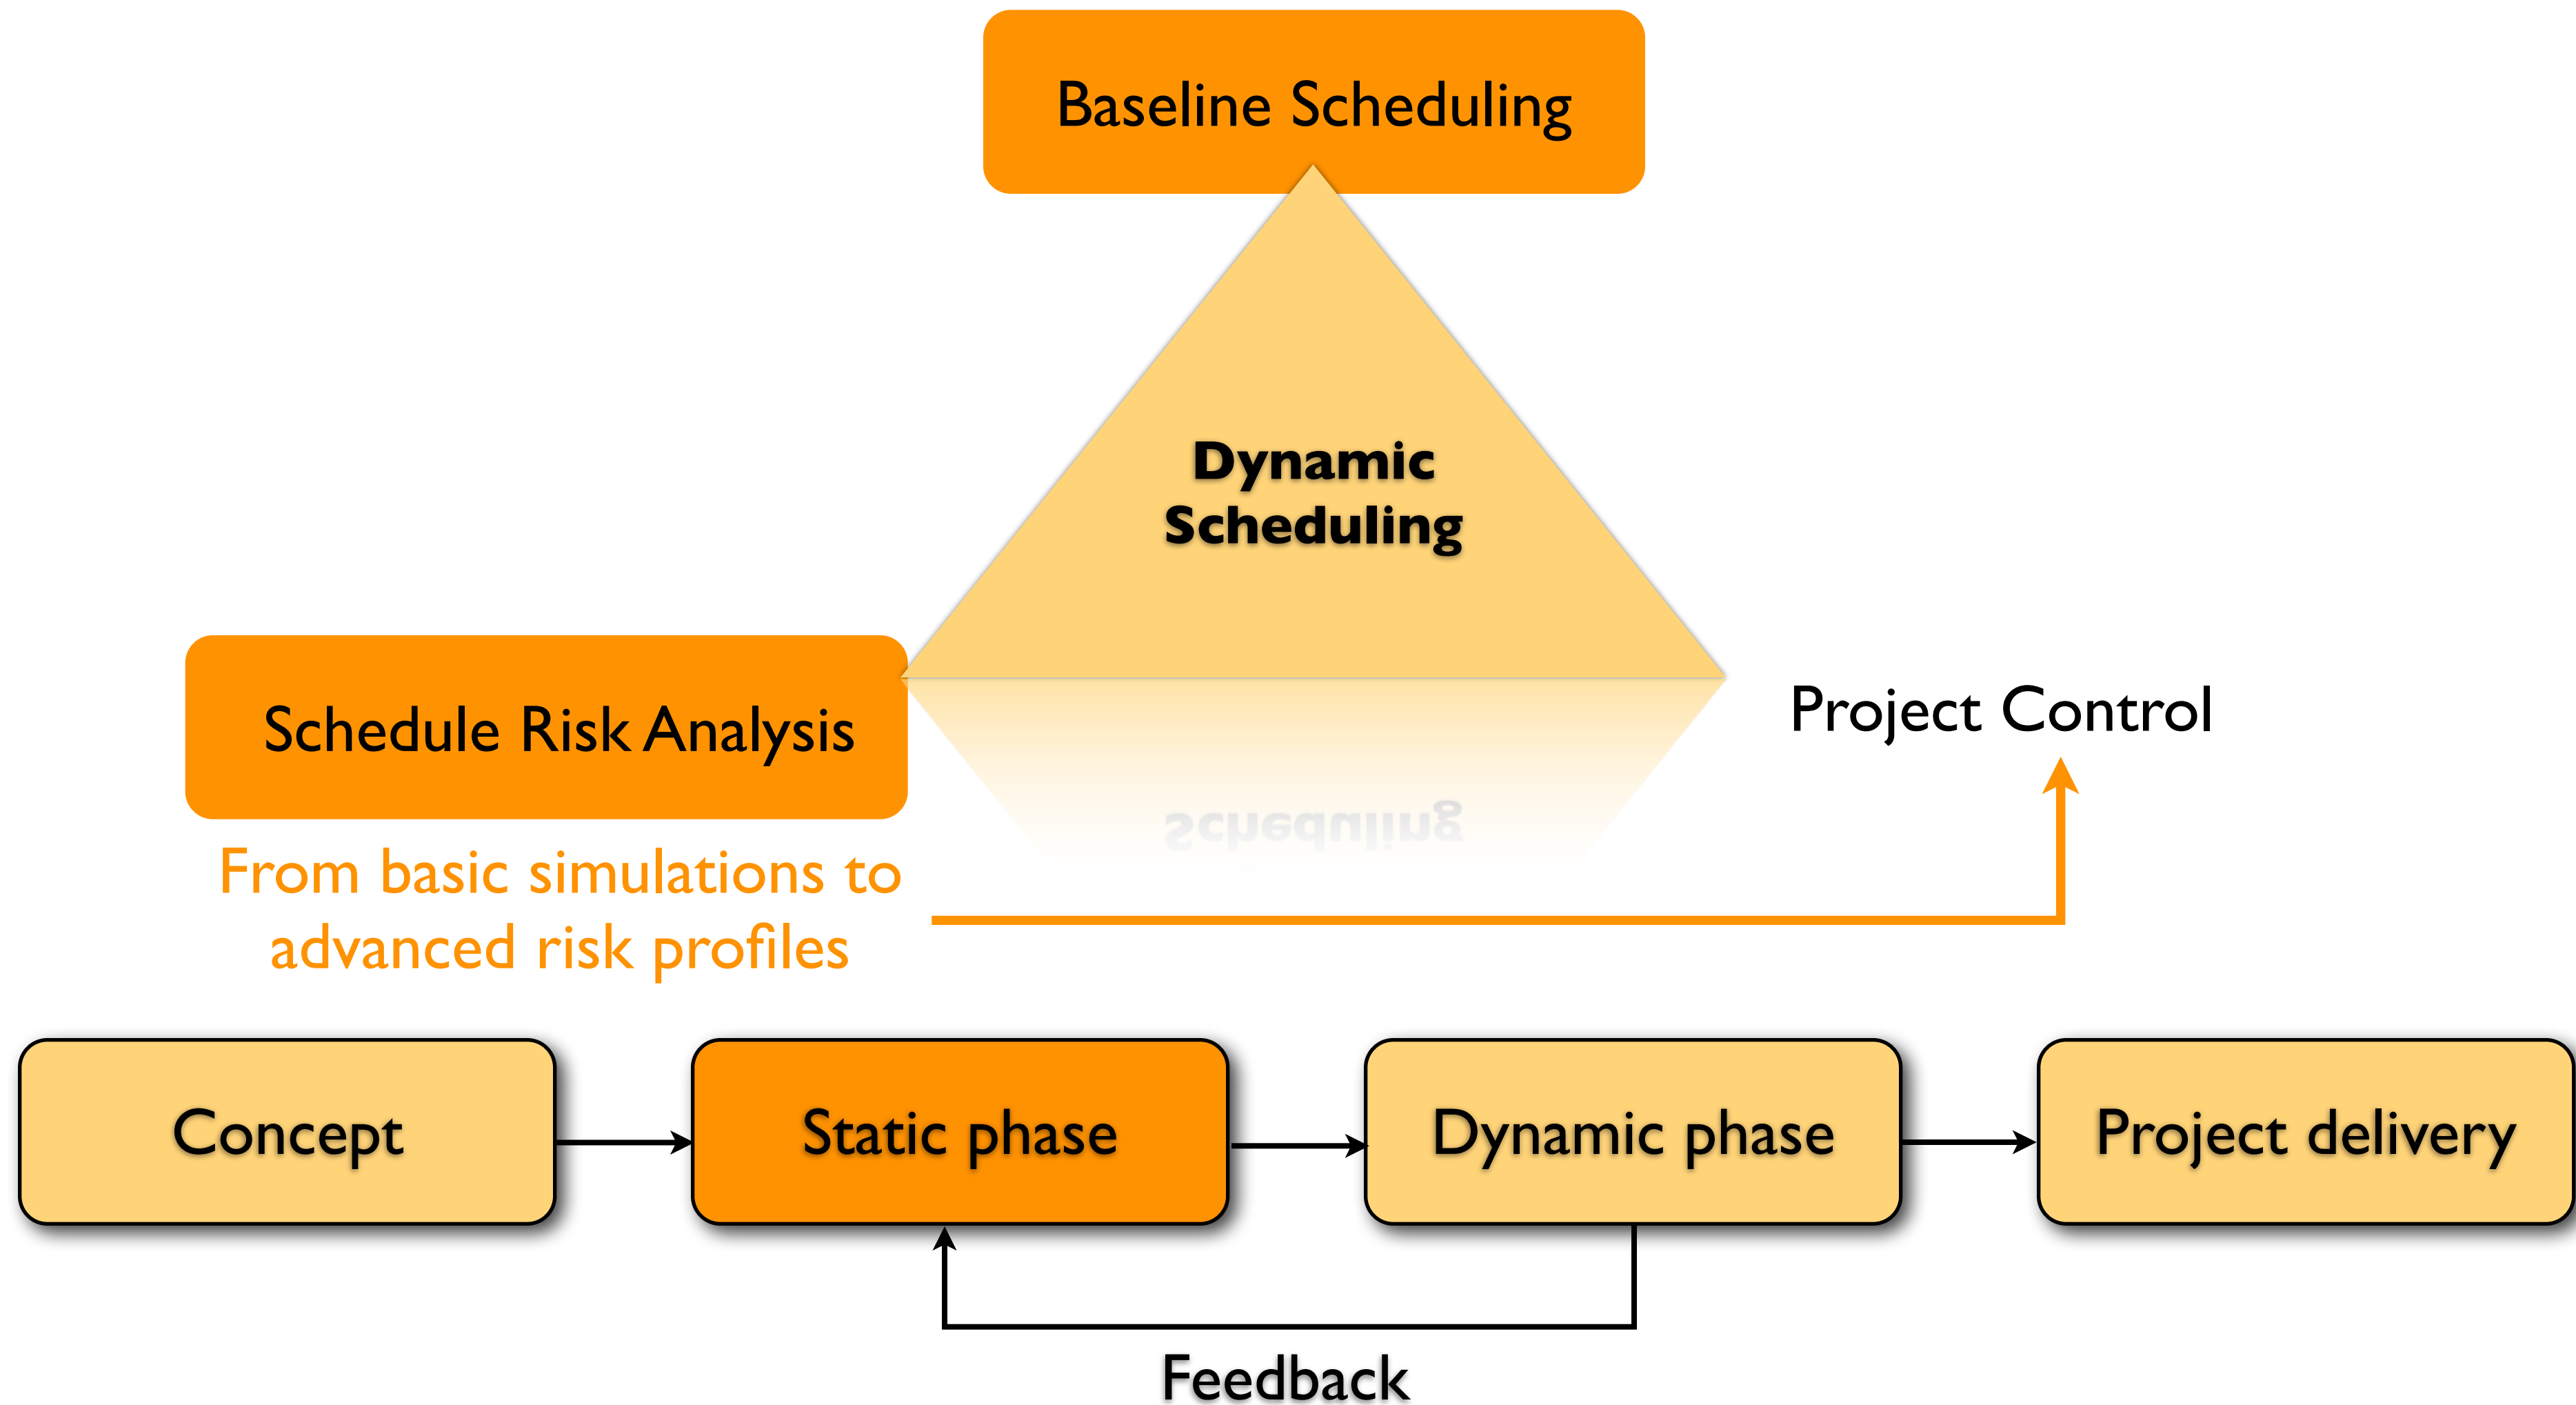 Baseline Scheduling
Dynamic
Scheduling
Schedule Risk Analysis
Project Control
Scheduling
From basic simulations to
advanced risk profiles
Concept
Static phase
Dynamic phase
Project delivery
Feedback